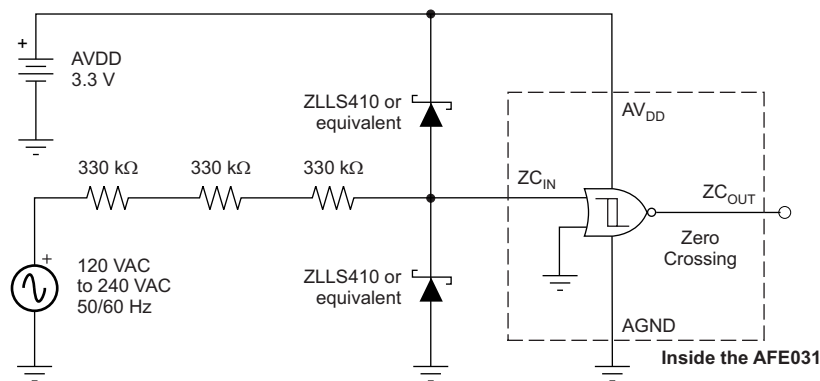 +
AVDD
3.3 V
ZLLS410 or
equivalent
AV_DD
330 kΩ
330 kΩ
330 kΩ
ZC_IN
ZC_OUT
+
120 VAC
to 240 VAC
50/60 Hz
ZLLS410 or
equivalent
Zero
Crossing
AGND
Inside the AFE031